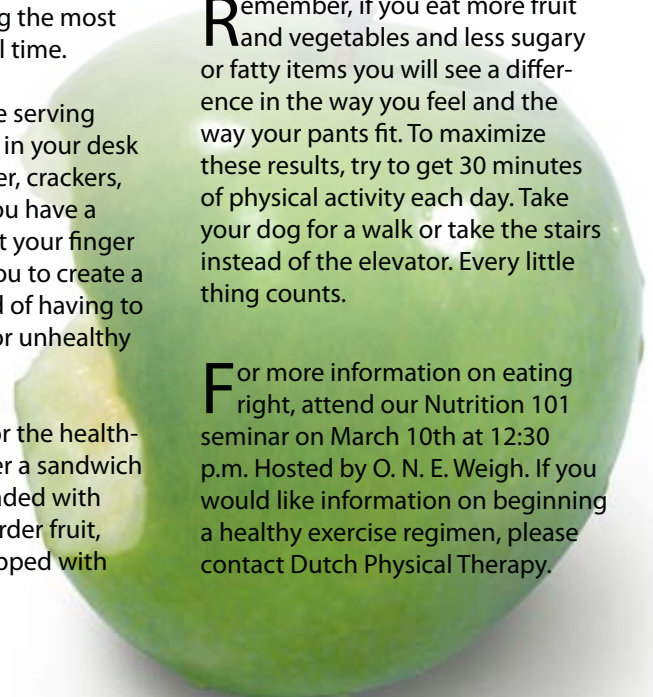 g the most
l time.
e serving
in your desk
er, crackers,
ou have a
t your finger
ou to create a
d of having to
or unhealthy
or the health-
er a sandwich
nded with
rder fruit,
pped with
Remember, if you eat more fruit
and vegetables and less sugary
or fatty items you will see a differ-
ence in the way you feel and the
way your pants fit. To maximize
these results, try to get 30 minutes
of physical activity each day. Take
your dog for a walk or take the stairs
instead of the elevator. Every little
thing counts.
For more information on eating
right, attend our Nutrition 101
seminar on March 10th at 12:30
p.m. Hosted by O. N. E. Weigh. If you
would like information on beginning
a healthy exercise regimen, please
contact Dutch Physical Therapy.